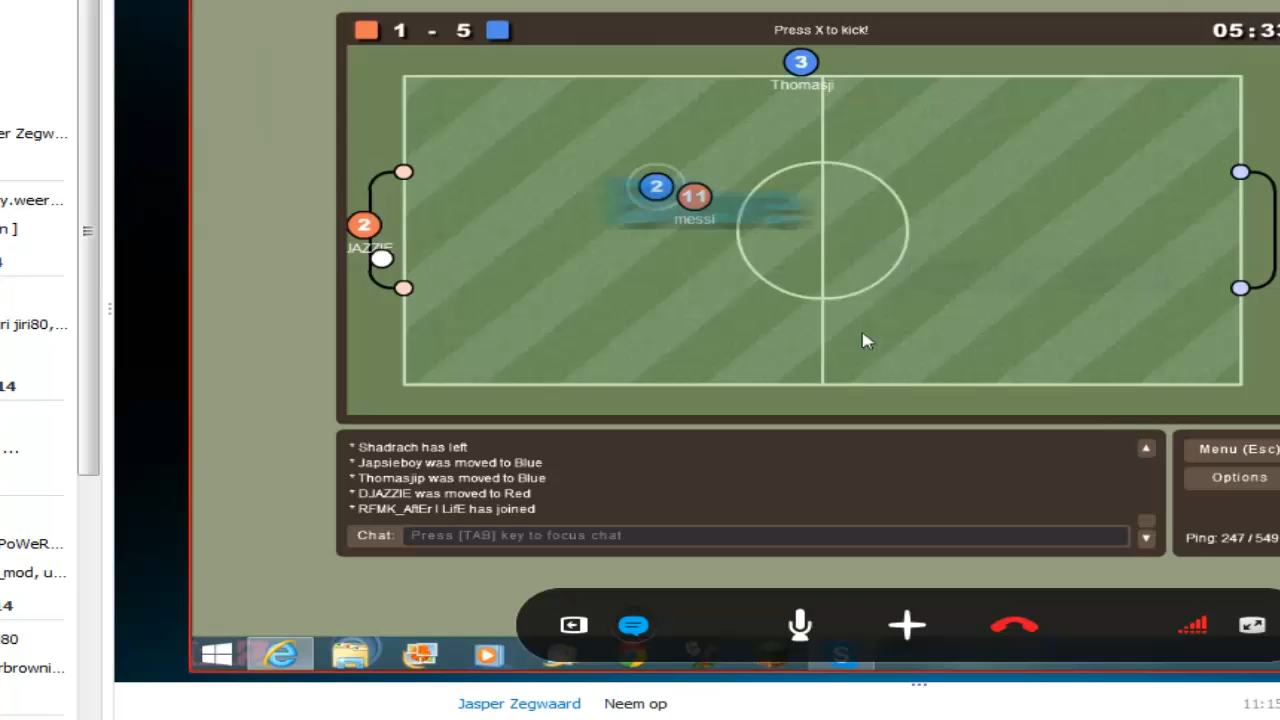 1 - 5
Press X to kick!
05:33
3
Thomasji
er Zegw...
2
11
y.weer...
messi
n ]
2
JAZZIE
ri jiri80,...
14
...
* Shadrach has left
* Japsieboy was moved to Blue
* Thomasjip was moved to Blue
* DJAZZIE was moved to Red
* RFMK_AftEr l LifE has joined
Chat: Press [TAB] key to focus chat
Menu (Esc)
Options
Ping: 247 / 549
PoWeR...
_mod, u...
14
80
rbrowni...
Jasper Zegwaard Neem op 11:15